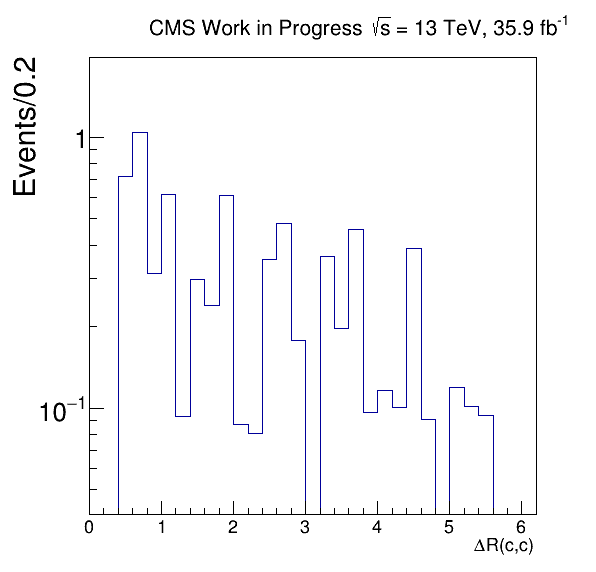 CMS Work in Progress √s = 13 TeV, 35.9 fb⁻¹
Events/0.2
1
10⁻¹
0 1 2 3 4 5 6
ΔR(c,c)